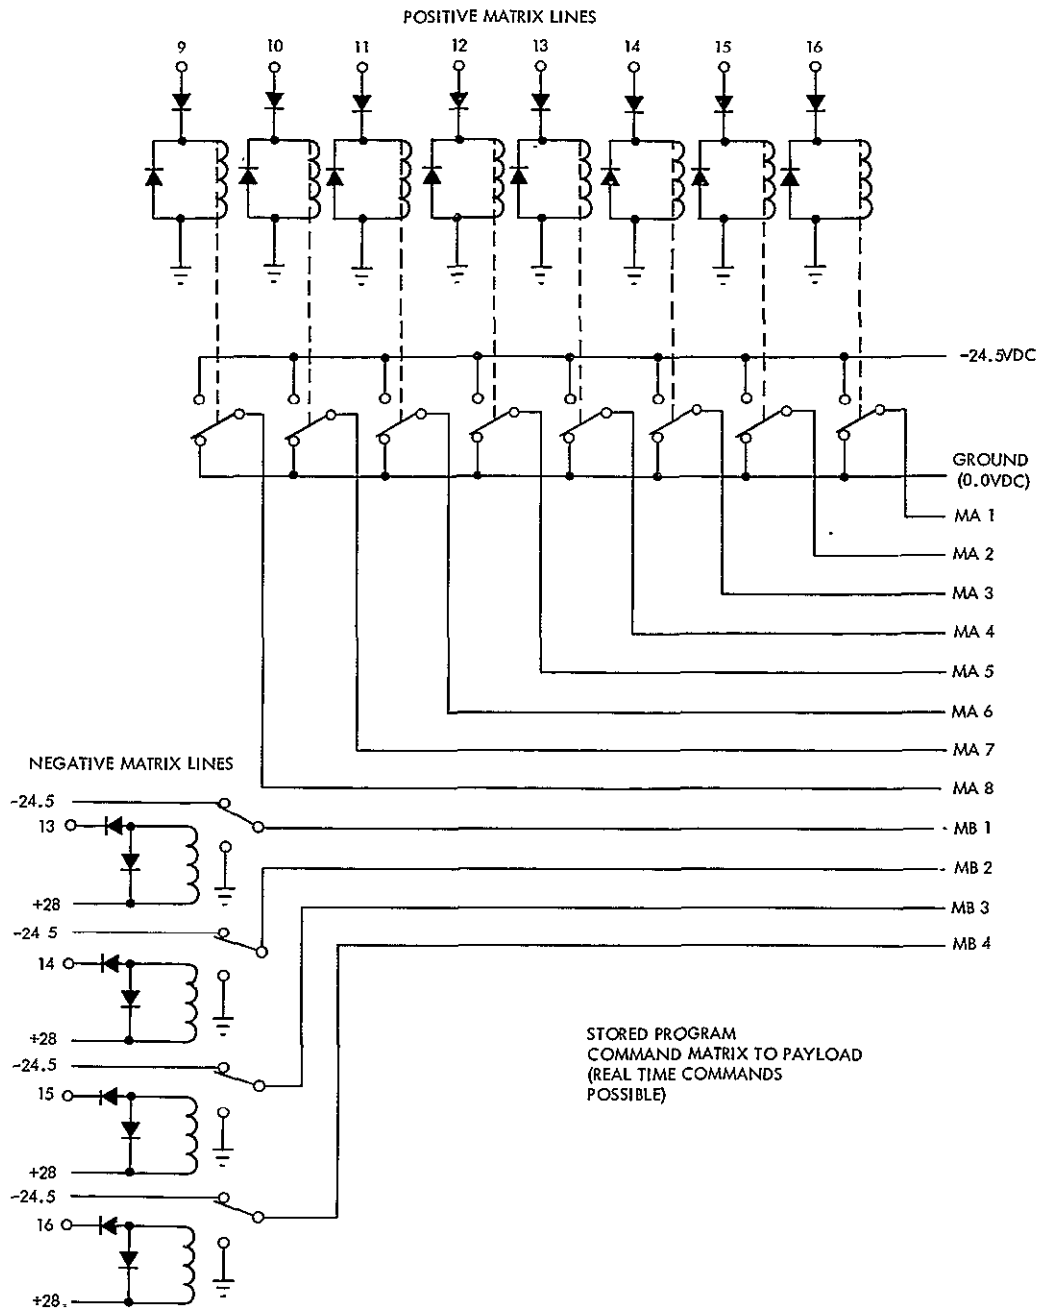 POSITIVE MATRIX LINES
9 10 11 12 13 14 15 16
-24.5VDC
GROUND
(0.0VDC)
MA 1
MA 2
MA 3
MA 4
MA 5
MA 6
MA 7
MA 8
NEGATIVE MATRIX LINES
-24.5
13
MB 1
MB 2
+28
MB 3
-24 5
MB 4
14
+28
-24.5
15
+28
-24.5
16
+28.
STORED PROGRAM
COMMAND MATRIX TO PAYLOAD
(REAL TIME COMMANDS
POSSIBLE)